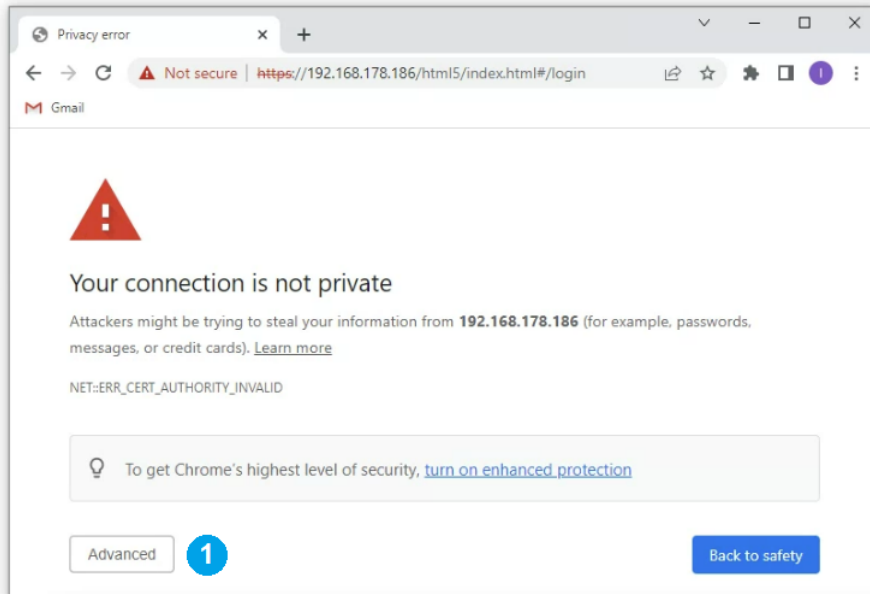 Privacy error
Not secure | https://192.168.178.186/html5/index.html#/login
I
Gmail
Your connection is not private
Attackers might be trying to steal your information from 192.168.178.186 (for example, passwords,
messages, or credit cards). Learn more
NET::ERR_CERT_AUTHORITY_INVALID
To get Chrome's highest level of security, turn on enhanced protection
Advanced 1 Back to safety